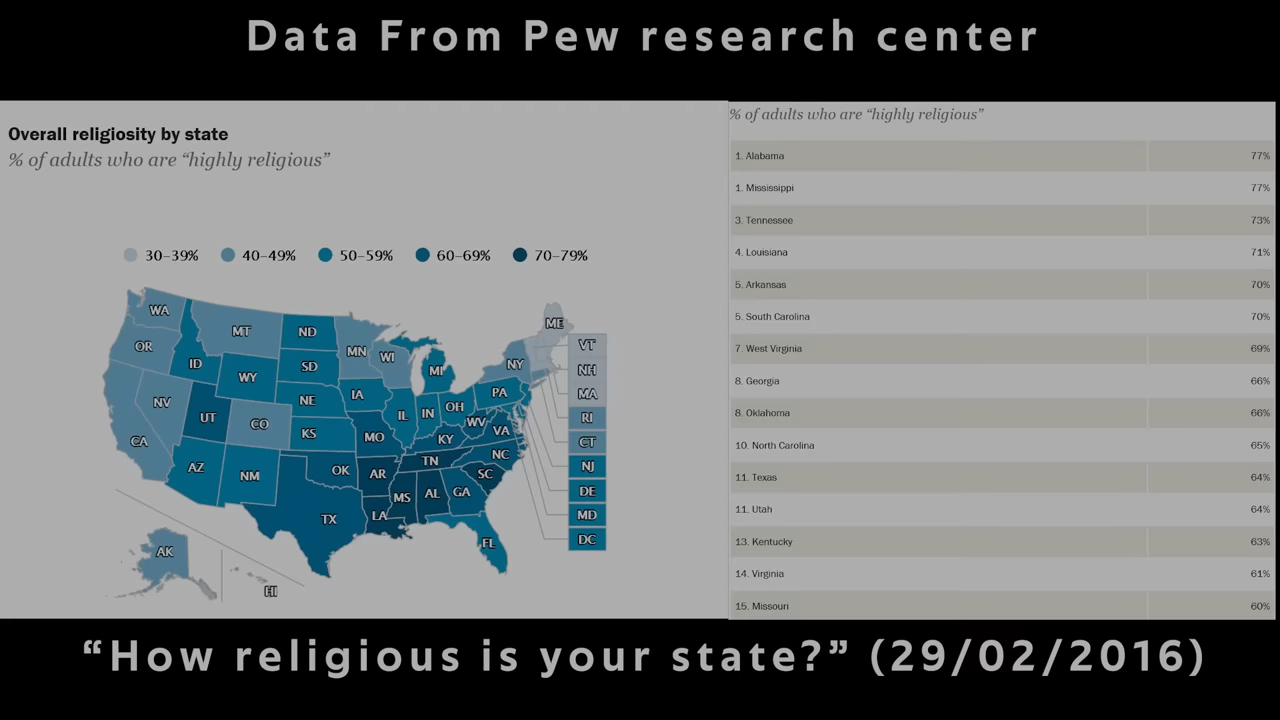 Data From Pew research center
Overall religiosity by state
% of adults who are “highly religious”
30–39% 40–49% 50–59% 60–69% 70–79%
WA
MT
ND
OR
ID
SD
MN
WI
MI
NY
ME
VT
NH
MA
RI
CT
NJ
DE
MD
DC
WY
NV
UT
CO
NE
IA
IL
IN
OH
PA
CA
KS
MO
KY
WV
VA
AZ
NM
OK
AR
TN
NC
SC
TX
LA
MS
AL
GA
FL
AK
HI
% of adults who are “highly religious”
1. Alabama 77%
1. Mississippi 77%
3. Tennessee 73%
4. Louisiana 71%
5. Arkansas 70%
5. South Carolina 70%
7. West Virginia 69%
8. Georgia 66%
8. Oklahoma 66%
10. North Carolina 65%
11. Texas 64%
11. Utah 64%
13. Kentucky 63%
14. Virginia 61%
15. Missouri 60%
“How religious is your state?” (29/02/2016)